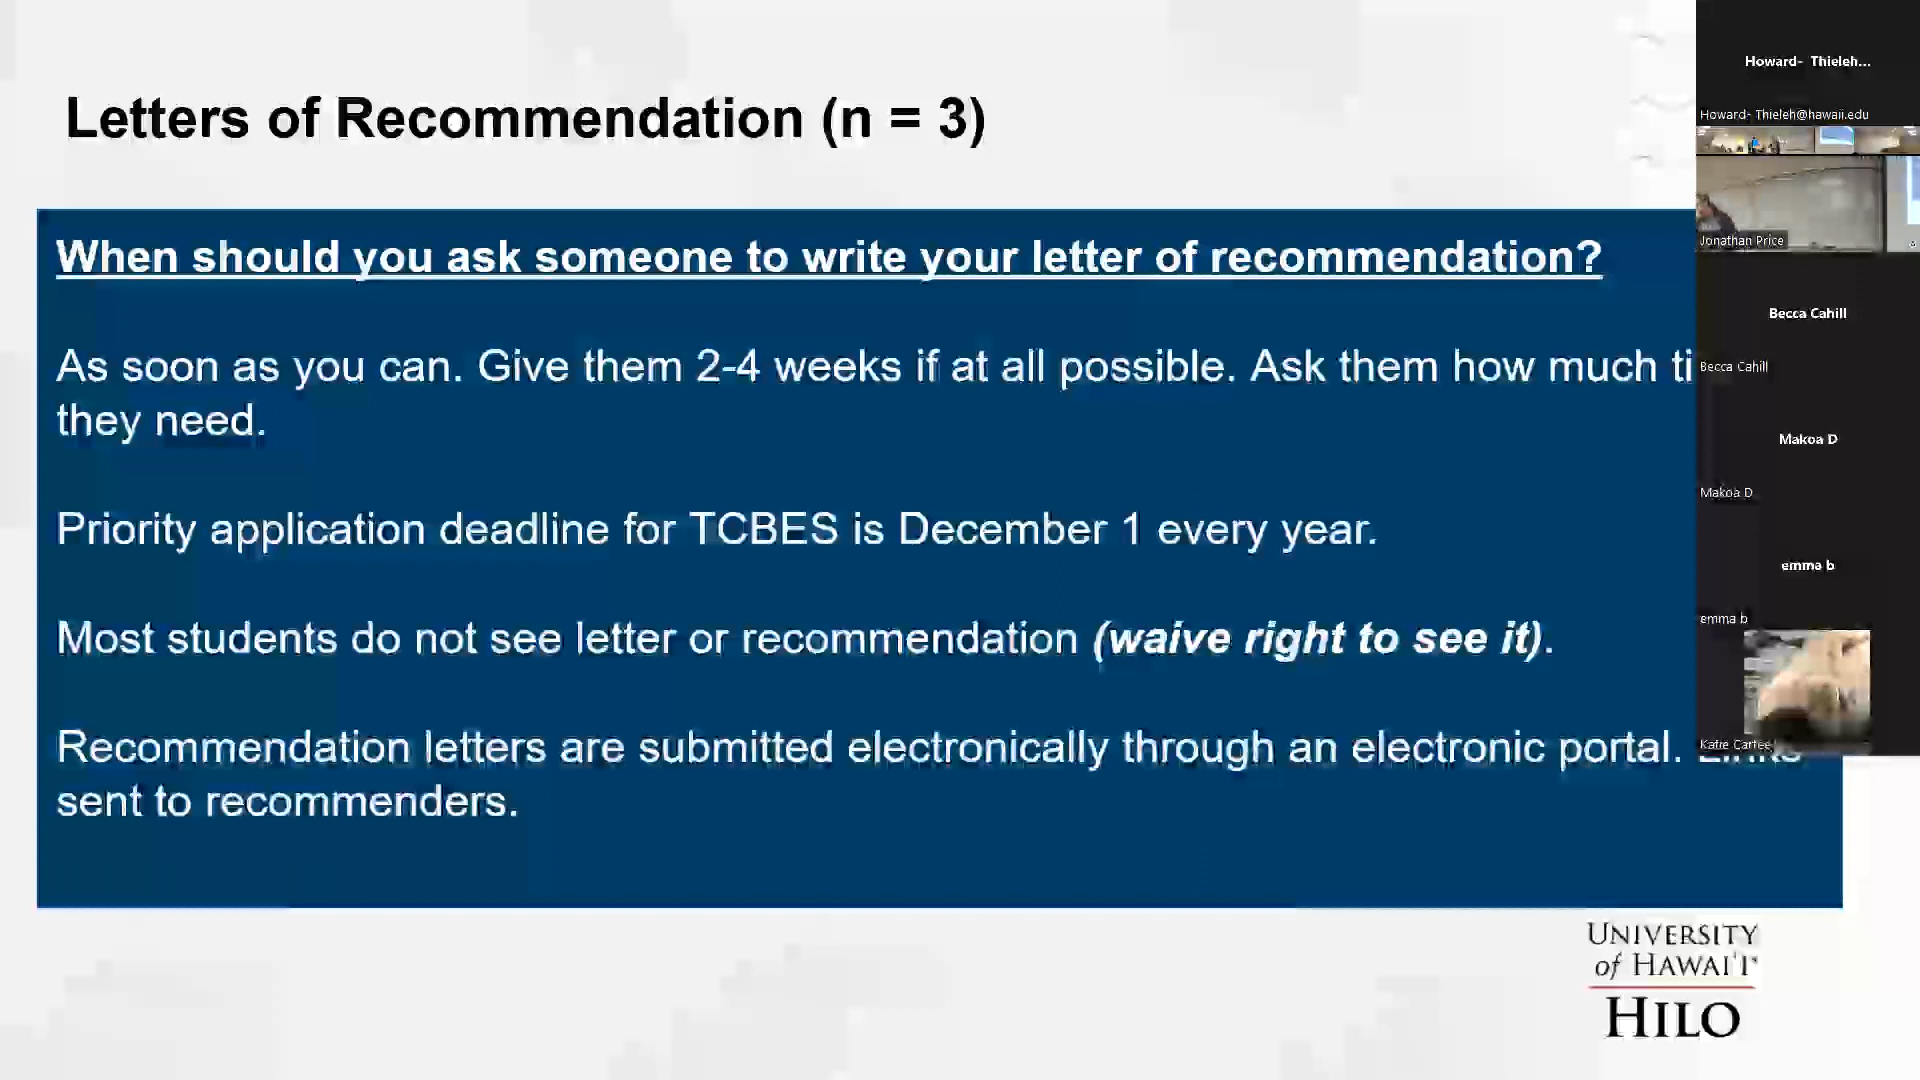 Letters of Recommendation (n = 3)
When should you ask someone to write your letter of recommendation?
As soon as you can. Give them 2-4 weeks if at all possible. Ask them how much ti
they need.
Priority application deadline for TCBES is December 1 every year.
Most students do not see letter or recommendation (waive right to see it).
Recommendation letters are submitted electronically through an electronic portal. Links
sent to recommenders.
UNIVERSITY
of HAWAI'I
HILO
Howard- Thieleh...
Howard- Thieleh@hawaii.edu
Jonathan Price
Becca Cahill
Becca Cahill
Makoa D
Makoa D
emma b
emma b
Katie Cartee